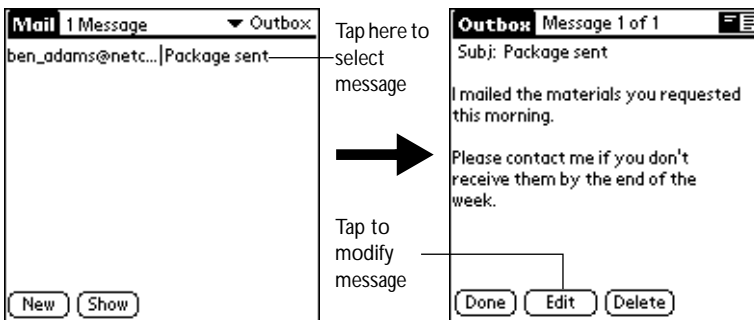 Mail 1 Message Outbox
ben_adams@netc... Package sent
New Show
Tap here to
select
message
Tap to
modify
message
Outbox Message 1 of 1
Subj: Package sent
I mailed the materials you requested
this morning.
Please contact me if you don't
receive them by the end of the
week.
Done Edit Delete